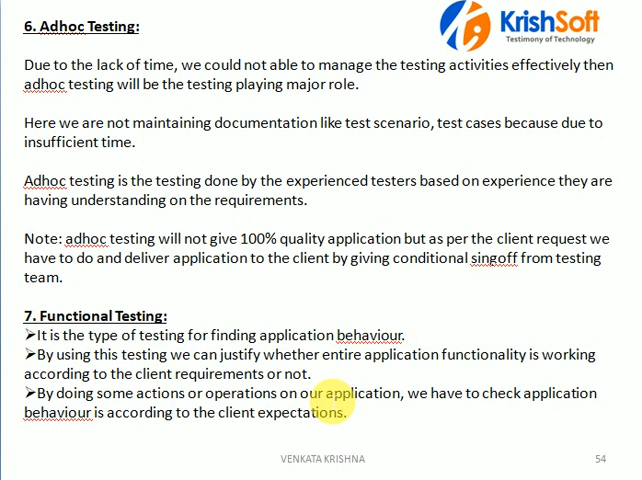 6. Adhoc Testing:
KrishSoft
Testimony of Technology
Due to the lack of time, we could not able to manage the testing activities effectively then
adhoc testing will be the testing playing major role.
Here we are not maintaining documentation like test scenario, test cases because due to
insufficient time.
Adhoc testing is the testing done by the experienced testers based on experience they are
having understanding on the requirements.
Note: adhoc testing will not give 100% quality application but as per the client request we
have to do and deliver application to the client by giving conditional singoff from testing
team.
7. Functional Testing:
➢It is the type of testing for finding application behaviour.
➢By using this testing we can justify whether entire application functionality is working
according to the client requirements or not.
➢By doing some actions or operations on our application, we have to check application
behaviour is according to the client expectations.
VENKATA KRISHNA
54